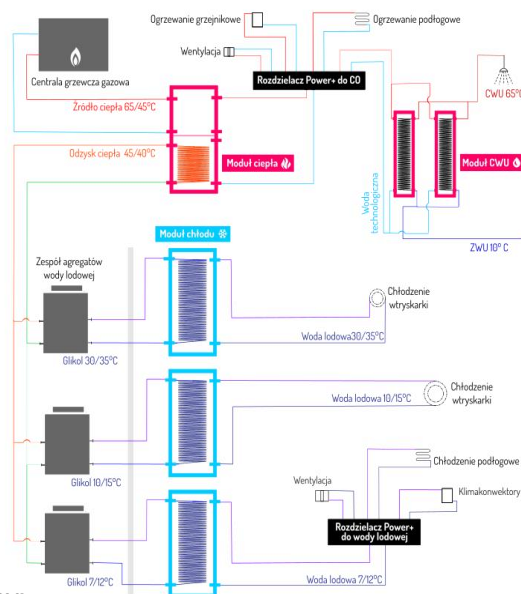 Ogrzewanie grzejnikowe
Ogrzewanie podłogowe
Wentylacja
Centrala grzewcza gazowa
Rozdzielacz Power+ do CO
CWU 65°C
Źródło ciepła 65/45°C
Odzysk ciepła 45/40°C
Moduł ciepła
Moduł CWU
Woda
technologiczna
Moduł chłodu
ZWU 10° C
Zespół agregatów
wody lodowej
Chłodzenie
wtryskarki
Woda lodowa30/35°C
Glikol 30/35°C
Chłodzenie
wtryskarki
Woda lodowa 10/15°C
Glikol 10/15°C
Chłodzenie podłogowe
Wentylacja
Klimakonwektory
Rozdzielacz Power+
do wody lodowej
Glikol 7/12°C
Woda lodowa 7/12°C